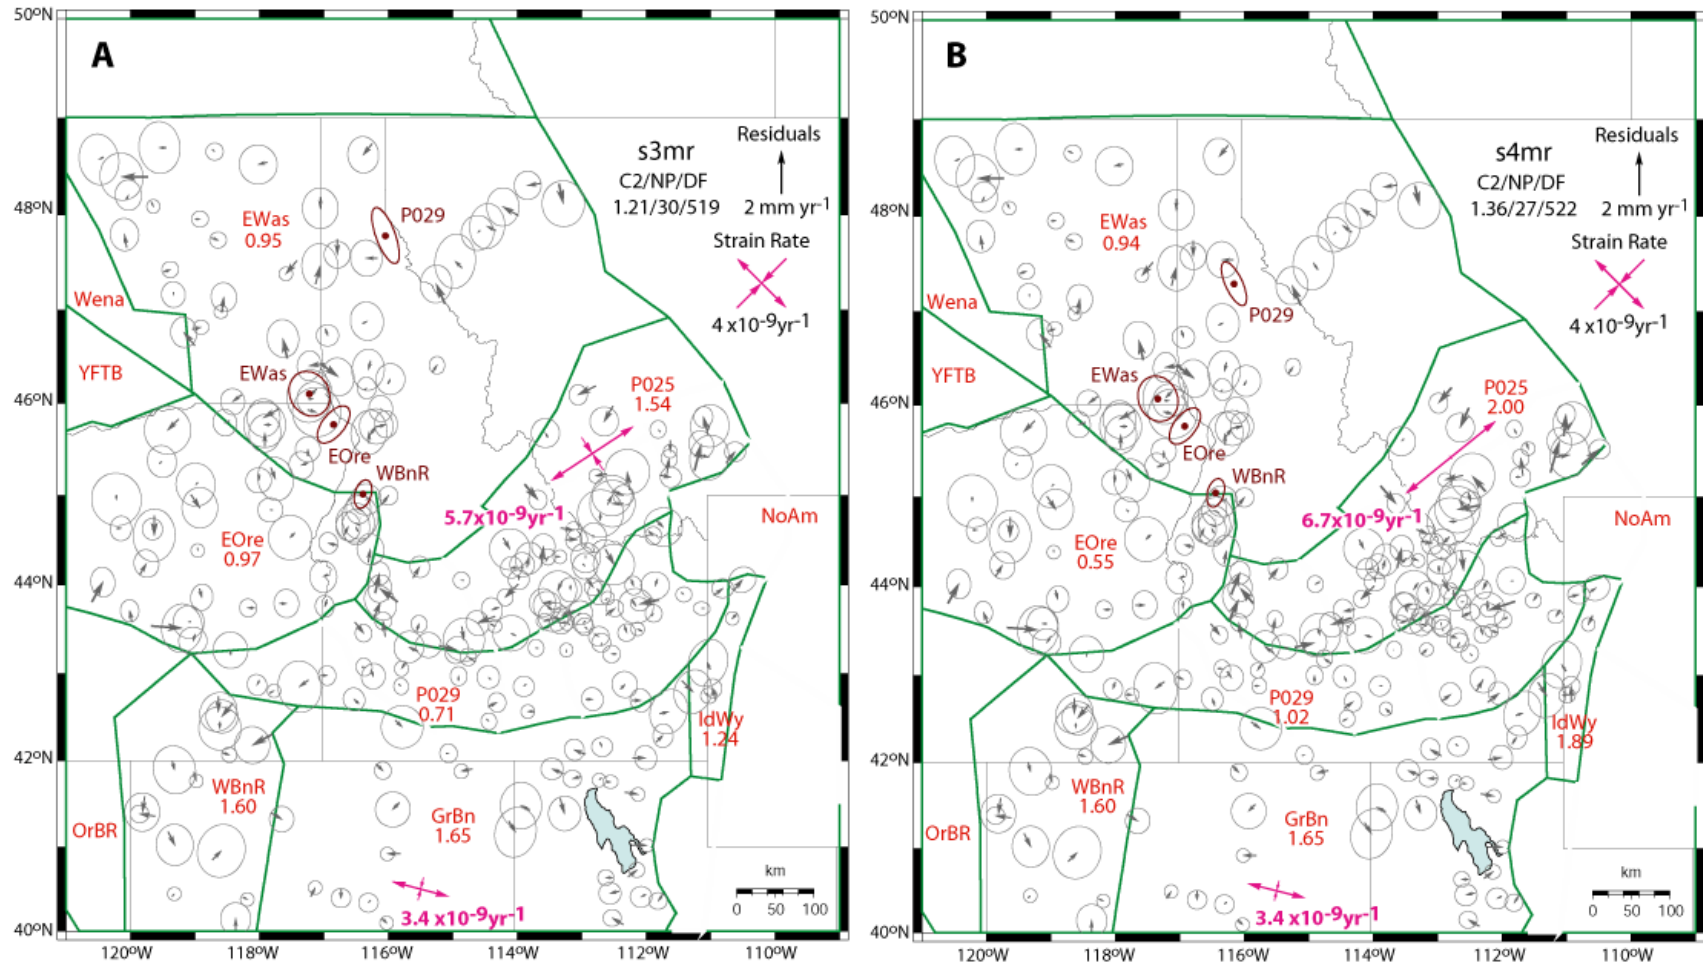 A
50°N
48°N
46°N
44°N
42°N
40°N
120°W
118°W
116°W
114°W
112°W
110°W
Residuals
s3mr
C2/NP/DF
1.21/30/519
2 mm yr-1
Strain Rate
4 x10-9yr-1
P029
EWas
0.95
Wena
YFTB
EWas
P025
1.54
EOre
WBnR
5.7x10-9yr-1
NoAm
EOre
0.97
P029
0.71
IdWy
1.24
WBnR
1.60
OrBR
GrBn
1.65
3.4 x10-9yr-1
km
0 50 100
B
50°N
48°N
46°N
44°N
42°N
40°N
120°W
118°W
116°W
114°W
112°W
110°W
Residuals
s4mr
C2/NP/DF
1.36/27/522
2 mm yr-1
Strain Rate
4 x10-9yr-1
EWas
0.94
P029
Wena
YFTB
EWas
P025
2.00
EOre
WBnR
6.7x10-9yr-1
NoAm
EOre
0.55
P029
1.02
IdWy
1.89
WBnR
1.60
OrBR
GrBn
1.65
3.4 x10-9yr-1
km
0 50 100